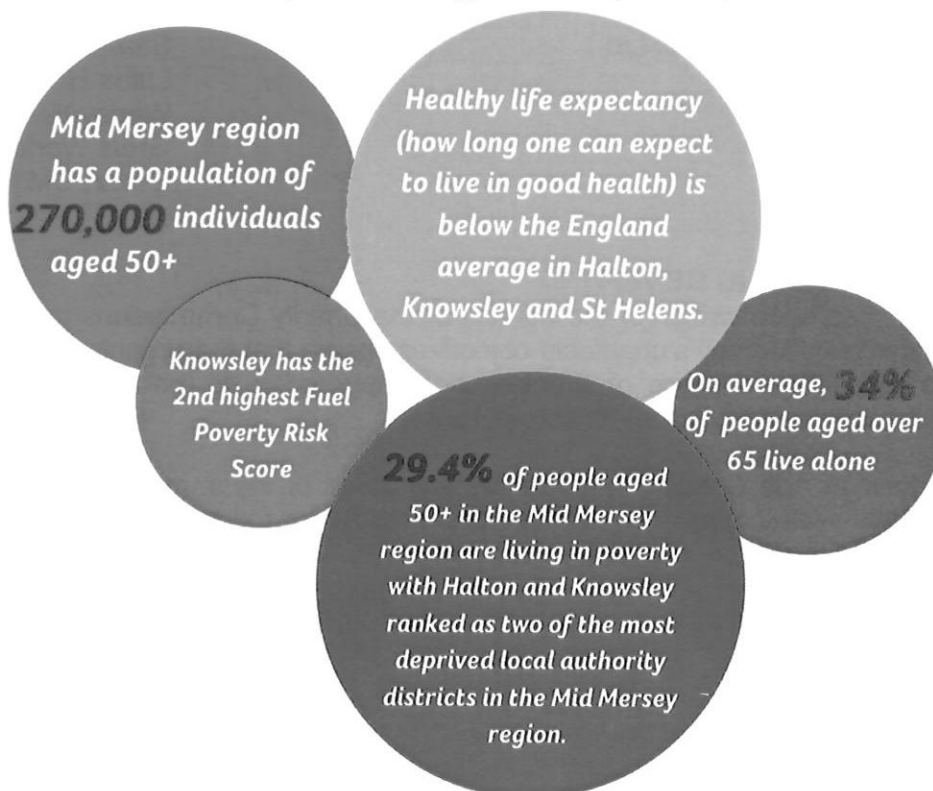 Mid Mersey region
has a population of
270,000 individuals
aged 50+
Healthy life expectancy
(how long one can expect
to live in good health) is
below the England
average in Halton,
Knowsley and St Helens.
Knowsley has the
2nd highest Fuel
Poverty Risk
Score
On average, 34%
of people aged over
65 live alone
29.4% of people aged
50+ in the Mid Mersey
region are living in poverty
with Halton and Knowsley
ranked as two of the most
deprived local authority
districts in the Mid Mersey
region.